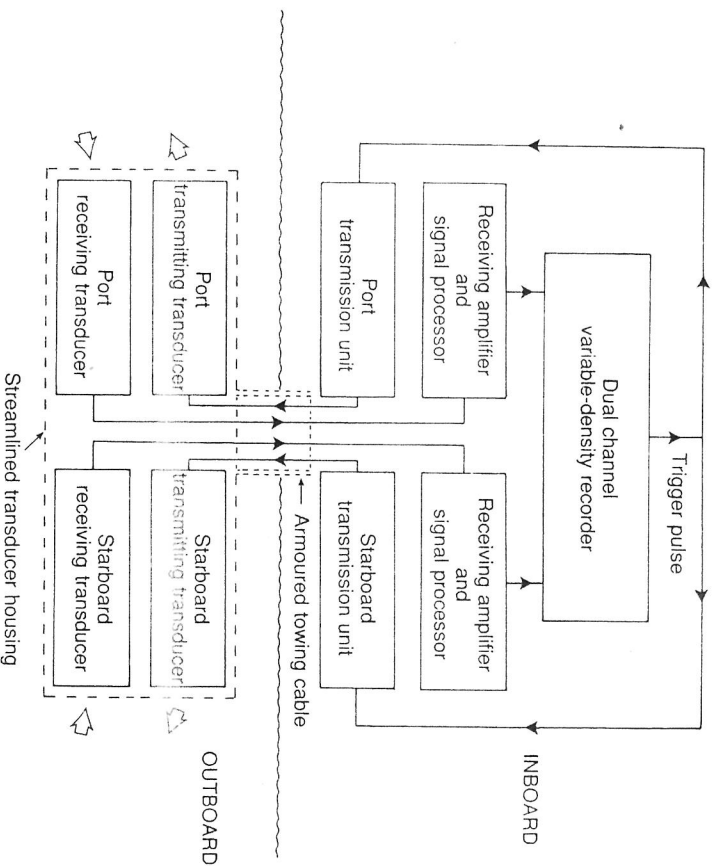 Trigger pulse
Dual channel
variable-density recorder
Receiving amplifier
and
signal processor
Receiving amplifier
and
signal processor
INBOARD
Port
transmission unit
Starboard
transmission unit
Armoured towing cable
OUTBOARD
Port
transmitting transducer
Starboard
transmitting transducer
Port
receiving transducer
Starboard
receiving transducer
Streamlined transducer housing